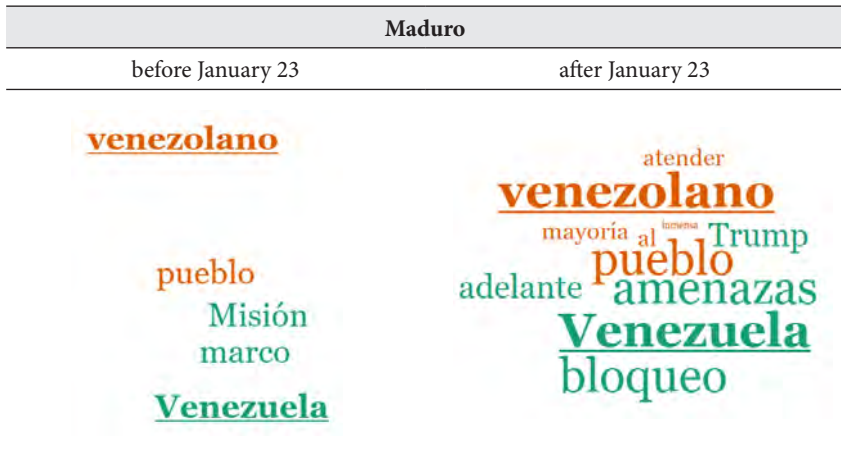 Maduro
before January 23
after January 23
venezolano
pueblo
Misión
marco
Venezuela
atender
venezolano
mayoría al inmensa Trump
pueblo
adelante amenazas
Venezuela
bloqueo